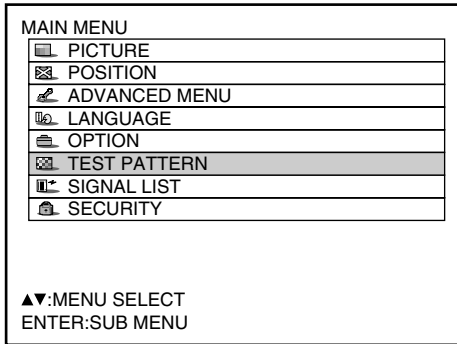 MAIN MENU
PICTURE
POSITION
ADVANCED MENU
LANGUAGE
OPTION
TEST PATTERN
SIGNAL LIST
SECURITY
▲▼:MENU SELECT
ENTER:SUB MENU